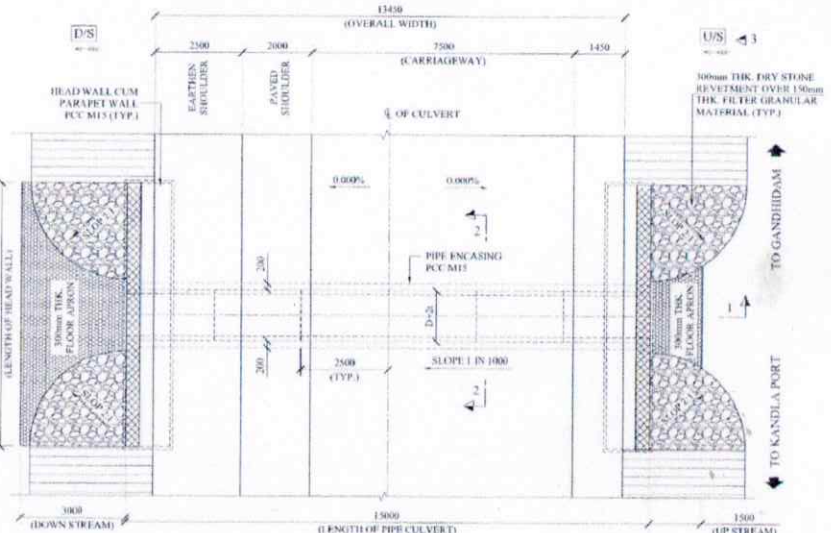 13450
(OVERALL WIDTH)
D/S
U/S
3
2500
2000
7500
1450
(CARRIAGEWAY)
EARTHEN
SHOULDER
PAVED
SHOULDER
HEAD WALL CUM
PARAPET WALL
PCC M15 (TYP.)
300mm THK. DRY STONE
REVETMENT OVER 150mm
THK. FILTER GRANULAR
MATERIAL (TYP.)
℄ OF CULVERT
0.000%
0.000%
2
TO GANDHIDAM
200
PIPE ENCASING
PCC M15
(LENGTH OF HEAD WALL)
300mm THK.
FLOOR APRON
D+2t
300mm THK.
FLOOR APRON
1
200
2500
(TYP.)
SLOPE 1 IN 1000
2
TO KANDLA PORT
3000
(DOWN STREAM)
15000
(LENGTH OF PIPE CULVERT)
1500
(UP STREAM)